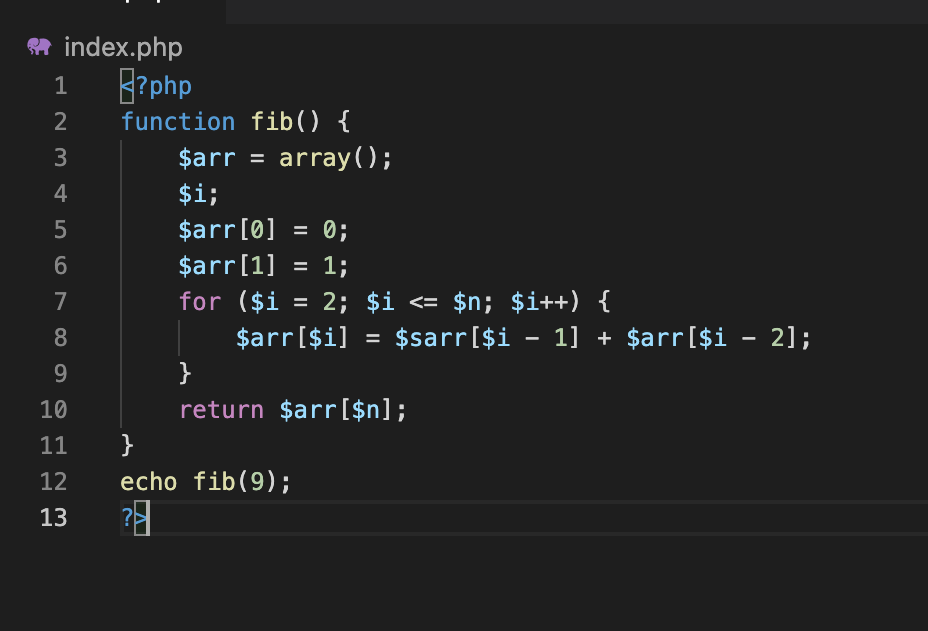 index.php
1 <?php
2 function fib() {
3 $arr = array();
4 $i;
5 $arr[0] = 0;
6 $arr[1] = 1;
7 for ($i = 2; $i <= $n; $i++) {
8 $arr[$i] = $sarr[$i - 1] + $arr[$i - 2];
9 }
10 return $arr[$n];
11 }
12 echo fib(9);
13 ?>